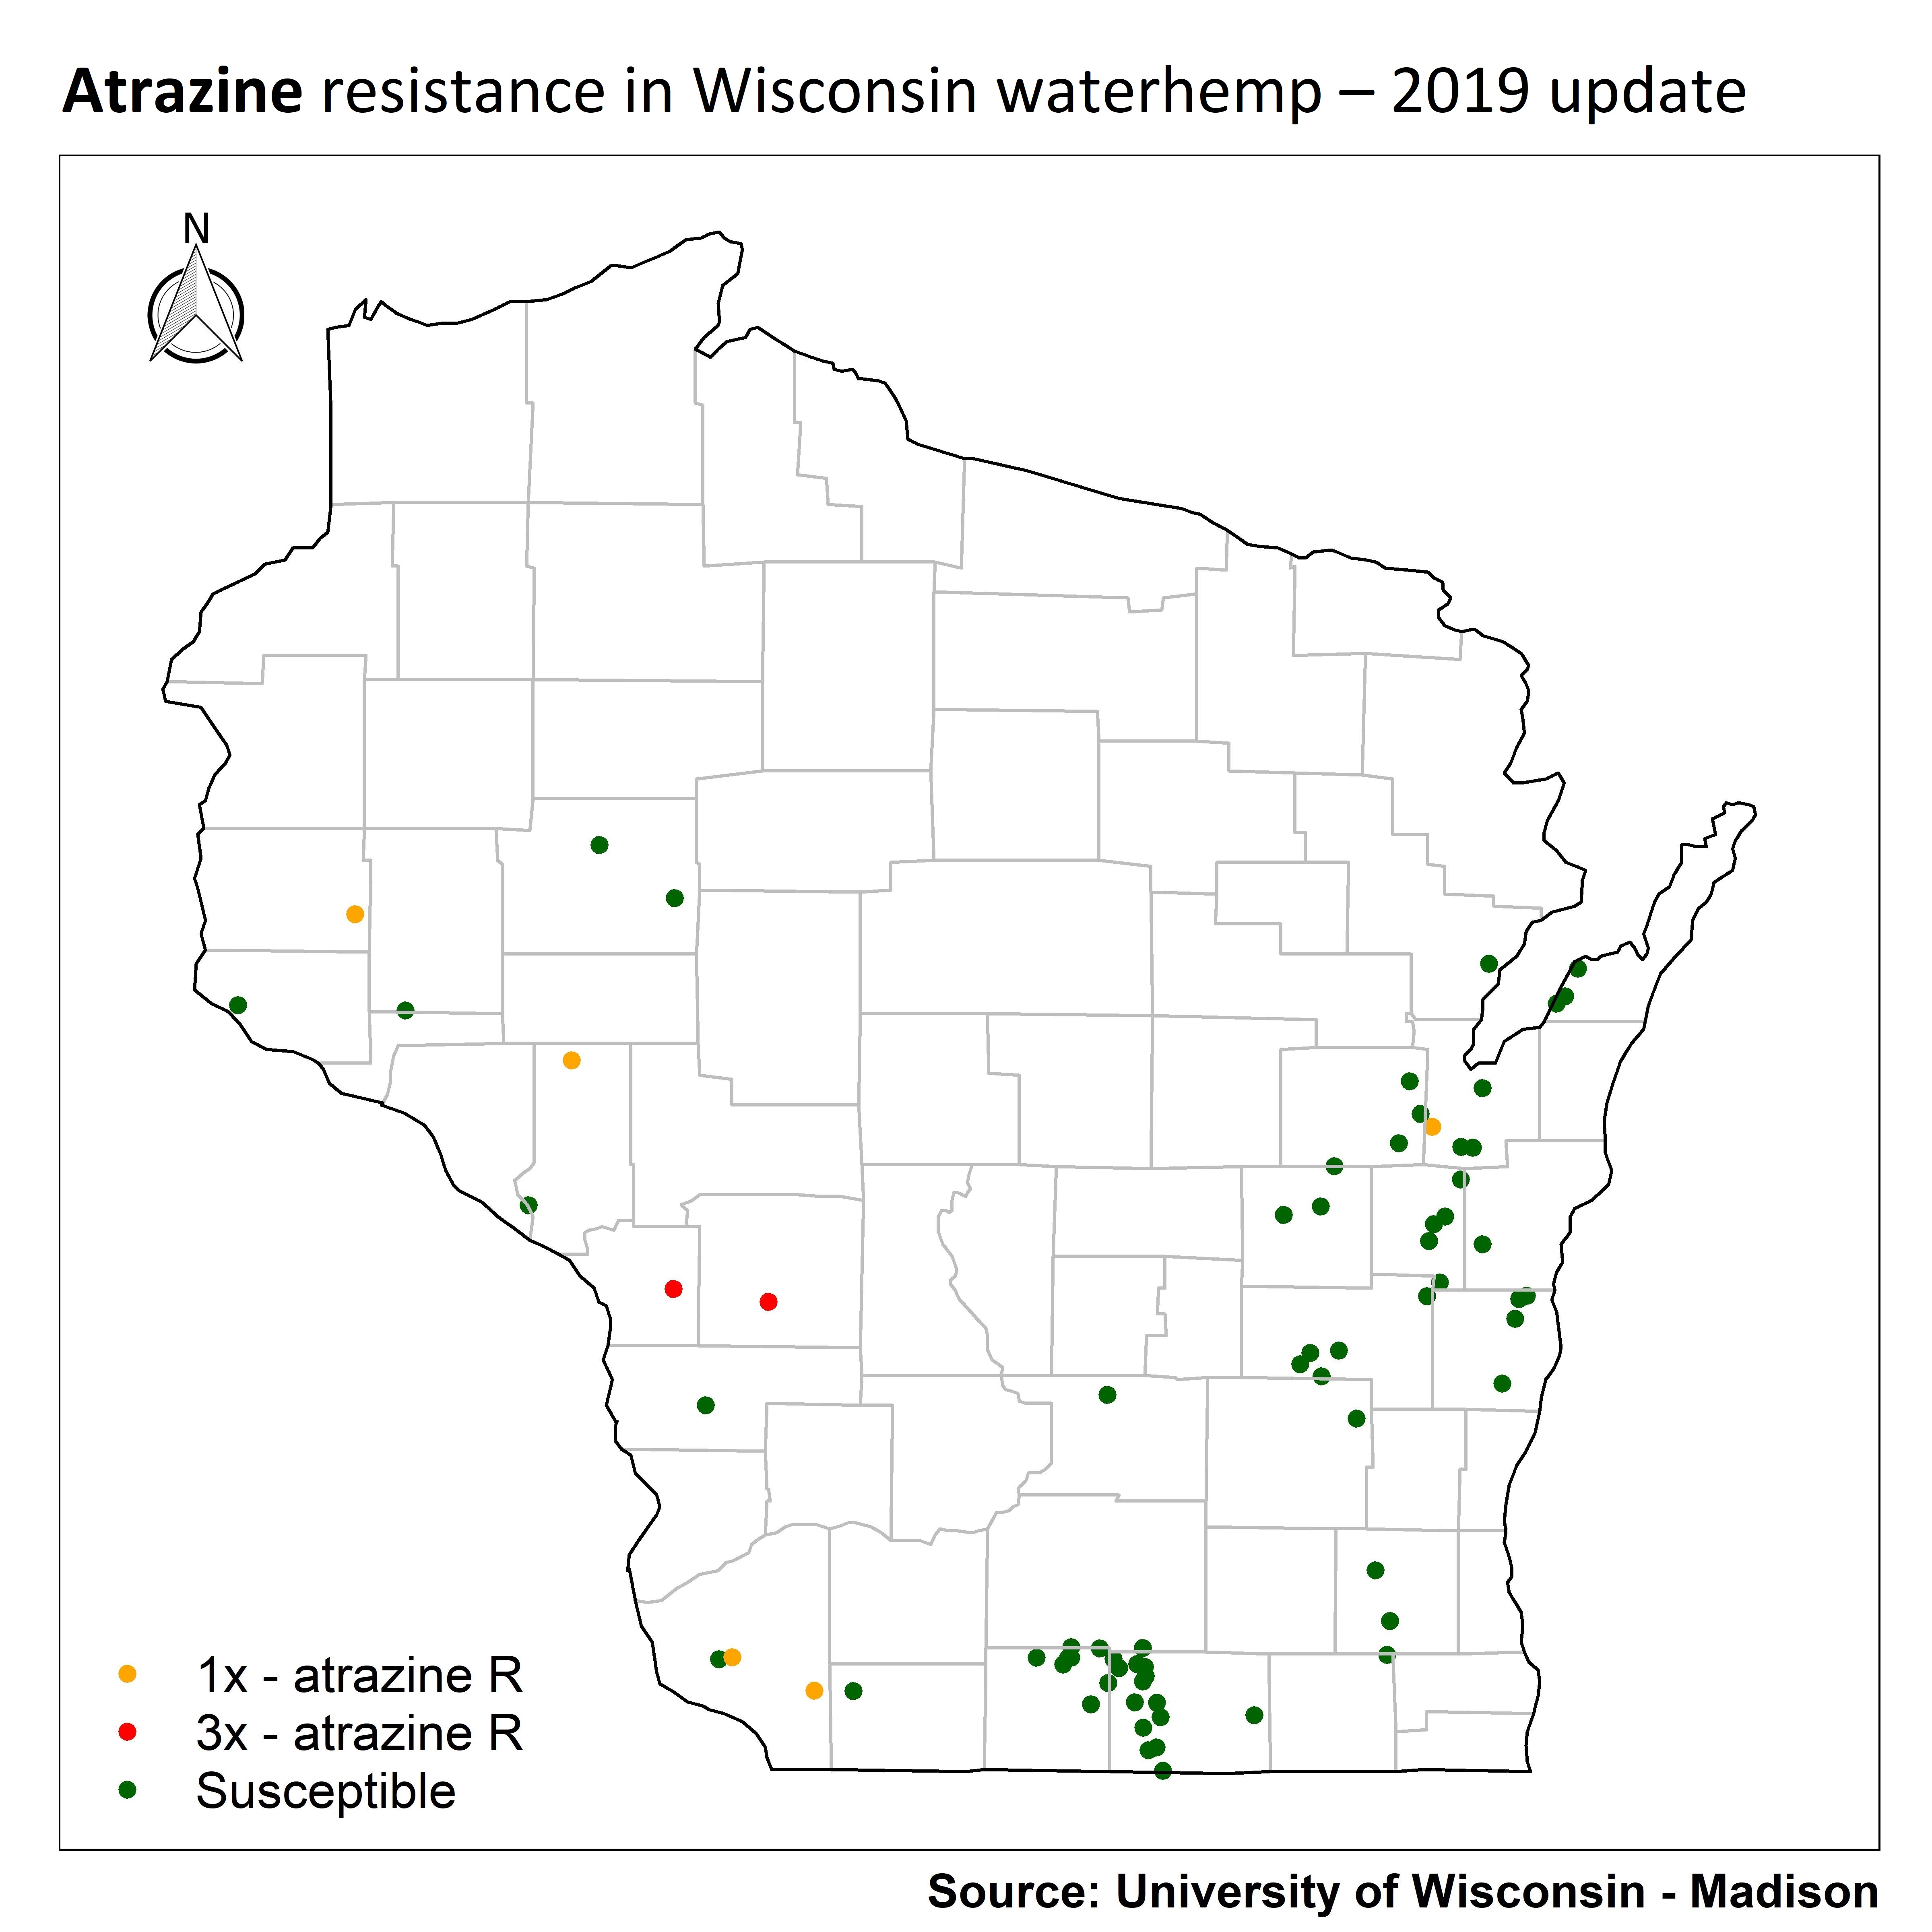 Atrazine resistance in Wisconsin waterhemp – 2019 update
N
1x - atrazine R
3x - atrazine R
Susceptible
Source: University of Wisconsin - Madison